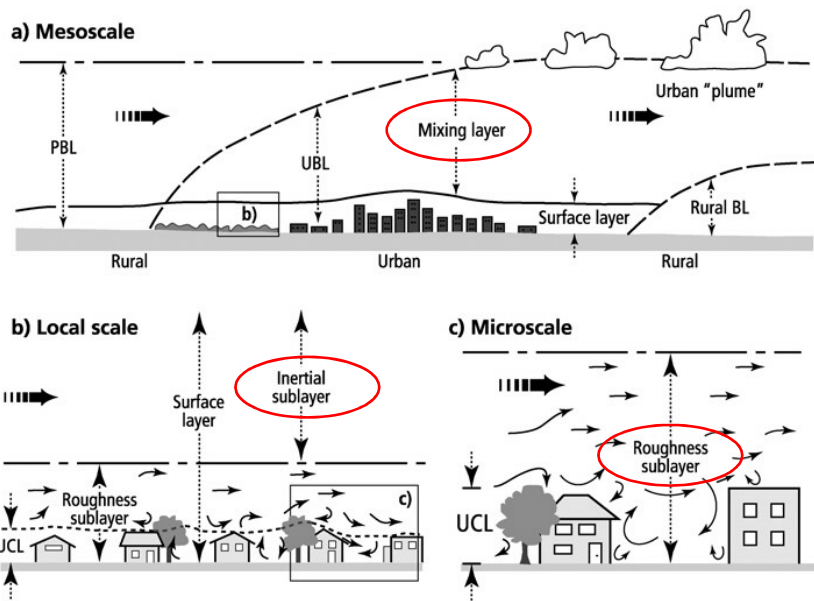 a) Mesoscale
Urban "plume"
PBL
UBL
Mixing layer
b)
Surface layer
Rural BL
Rural
Urban
Rural
b) Local scale
Inertial
sublayer
Surface
layer
Roughness
sublayer
c)
UCL
c) Microscale
Roughness
sublayer
UCL